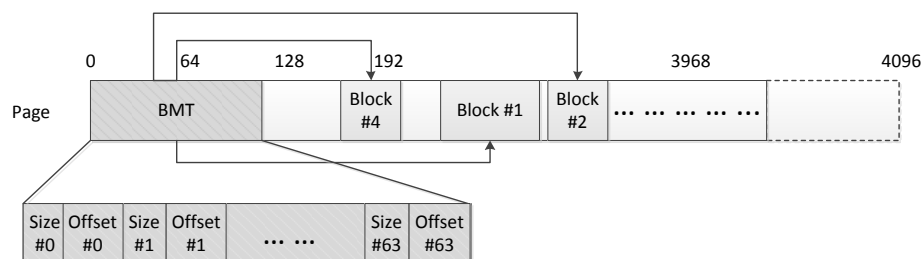 0 64 128 192 3968 4096
Page
BMT
Block
#4
Block #1
Block
#2
... ... ... ... ...
Size
#0
Offset
#0
Size
#1
Offset
#1
... ...
Size
#63
Offset
#63